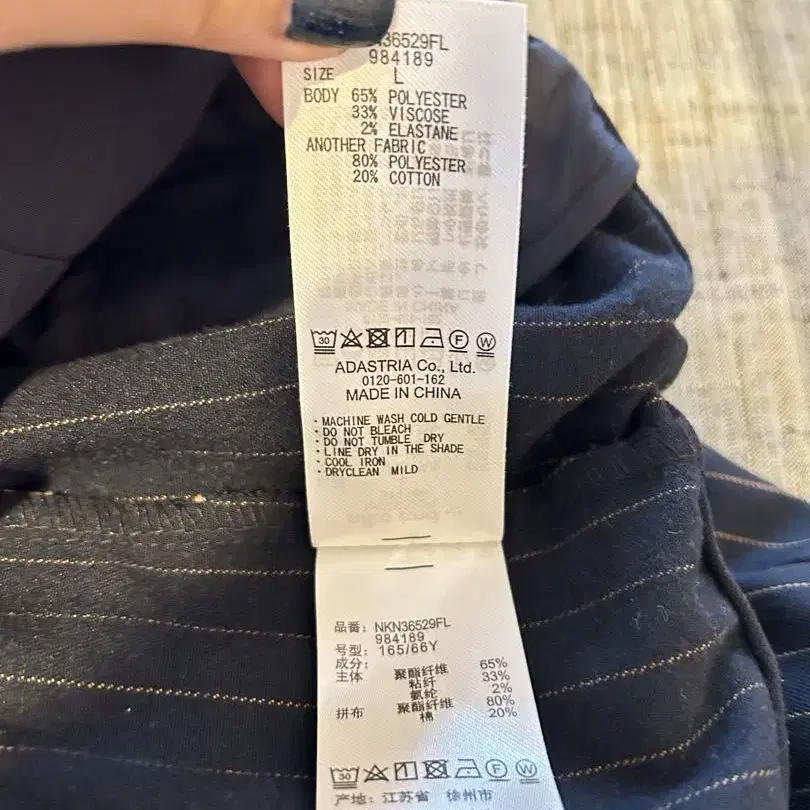 36529FL
984189
SIZE L
BODY 65% POLYESTER
33% VISCOSE
2% ELASTANE
ANOTHER FABRIC
80% POLYESTER
20% COTTON
30 F W
ADASTRIA Co., Ltd.
0120-601-162
MADE IN CHINA
・MACHINE WASH COLD GENTLE
・DO NOT BLEACH
・DO NOT TUMBLE DRY
・LINE DRY IN THE SHADE
・COOL IRON
・DRYCLEAN MILD
品番: NKN36529FL
984189
号型: 165/66Y
成分:
主体 聚酯纤维 65%
粘纤 33%
氨纶 2%
拼布 聚酯纤维 80%
棉 20%
30 F W
产地: 江苏省 徐州市